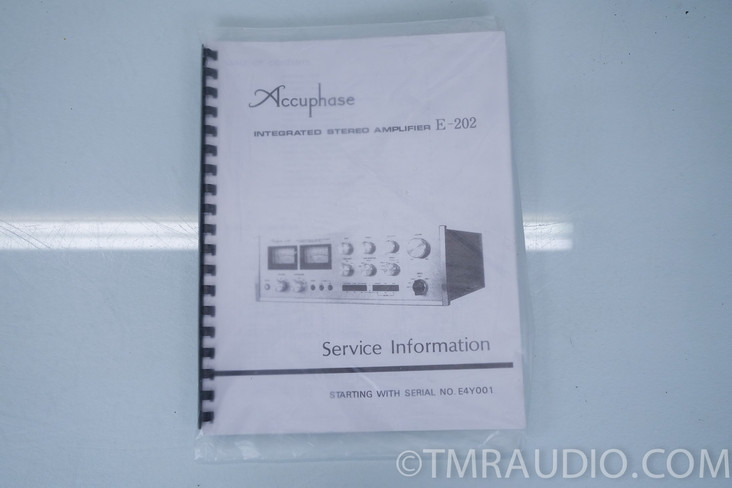 Accuphase
INTEGRATED STEREO AMPLIFIER E-202
Service Information
STARTING WITH SERIAL NO. E4Y001
©TMRAUDIO.COM